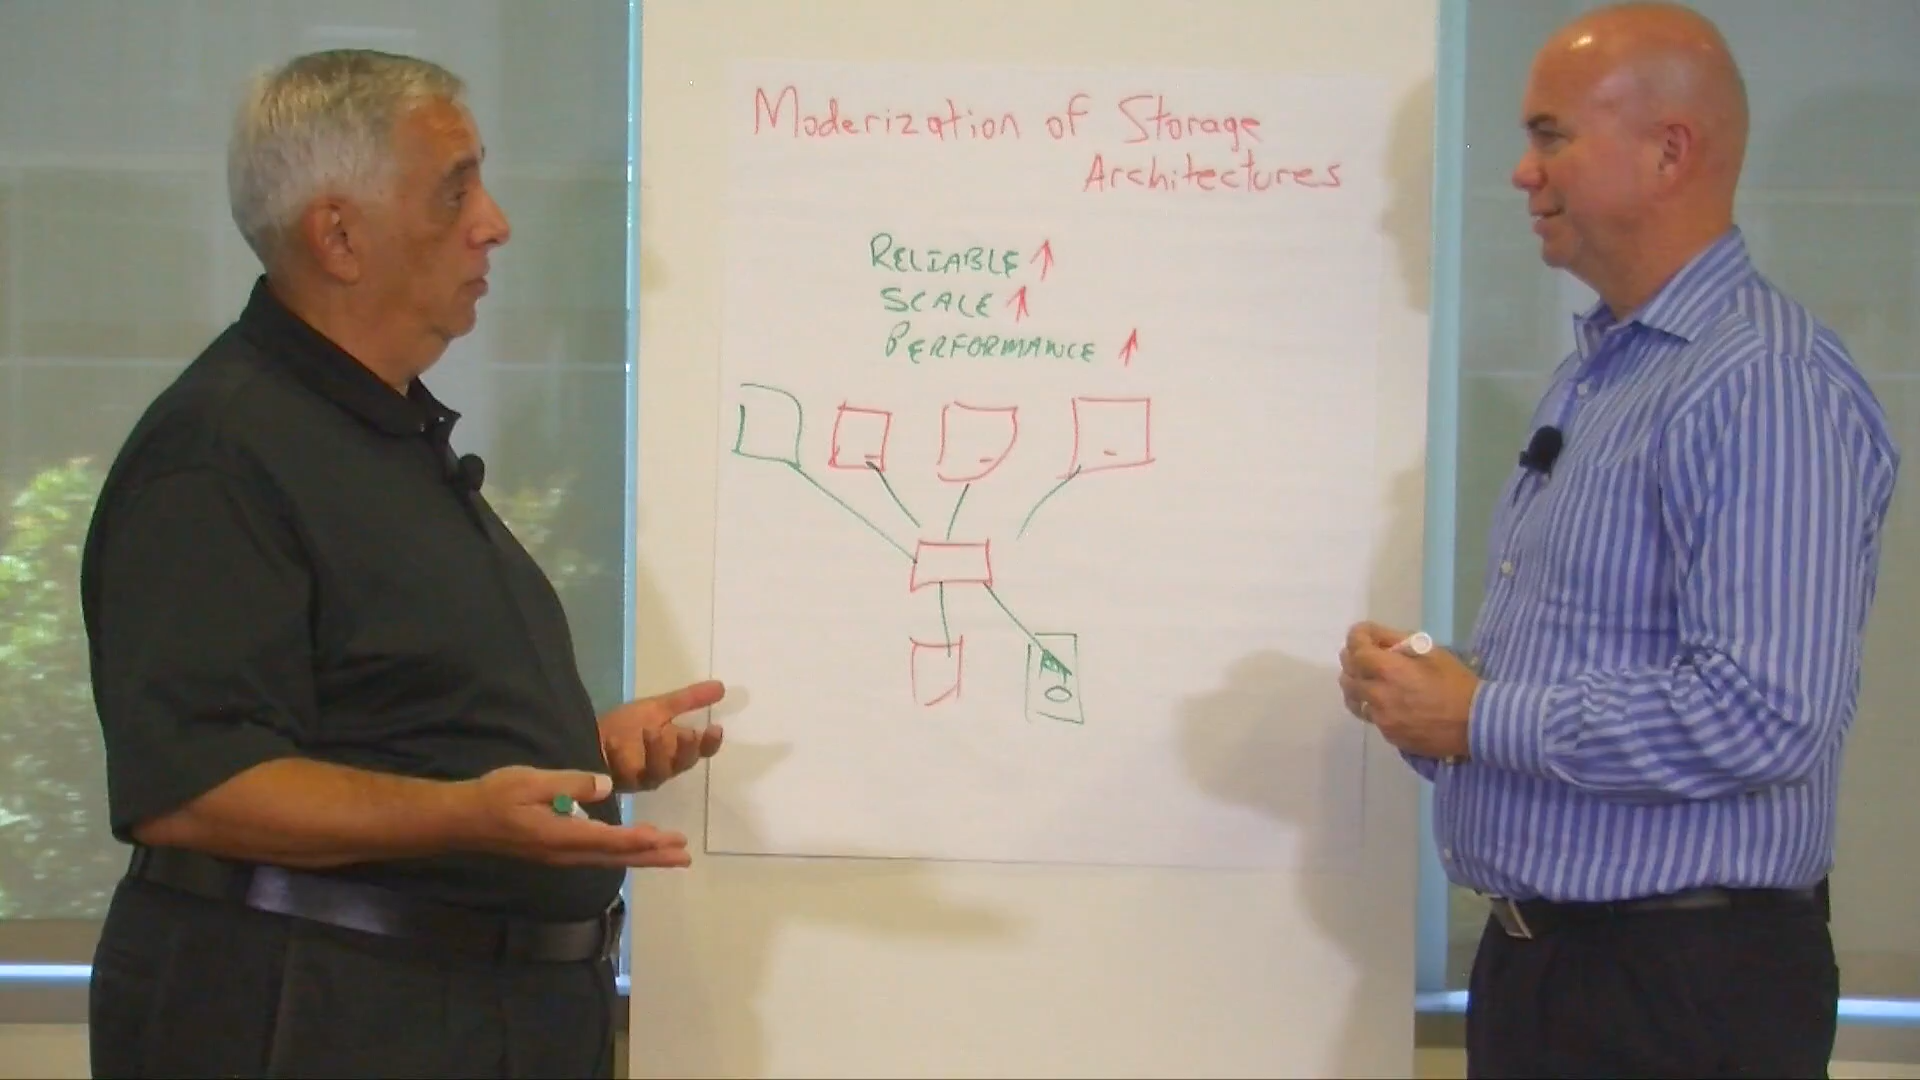 Moderization of Storage
Architectures
RELIABLE ↑
SCALE ↑
PERFORMANCE ↑